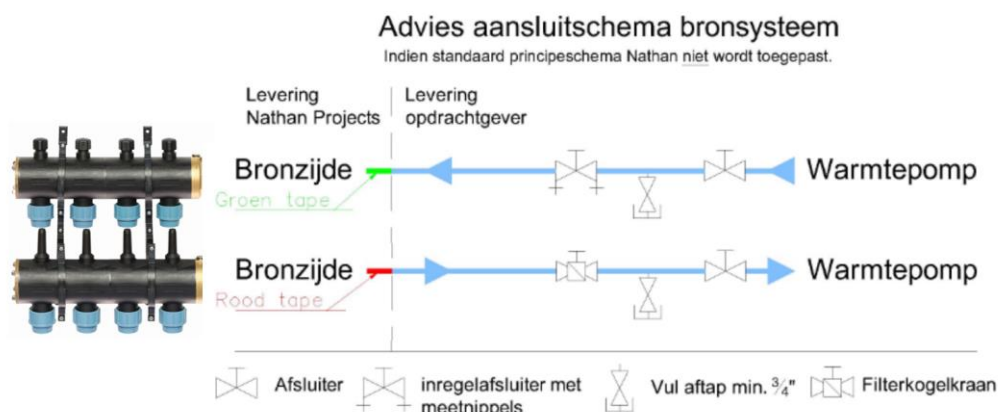 Advies aansluitschema bronsysteem
Indien standaard principeschema Nathan niet wordt toegepast.
Levering
Nathan Projects
Levering
opdrachtgever
Bronzijde
Warmtepomp
Groen tape
Bronzijde
Warmtepomp
Rood tape
Afsluiter
inregelafsluiter met
meetnippels
Vul aftap min. ¾"
Filterkogelkraan